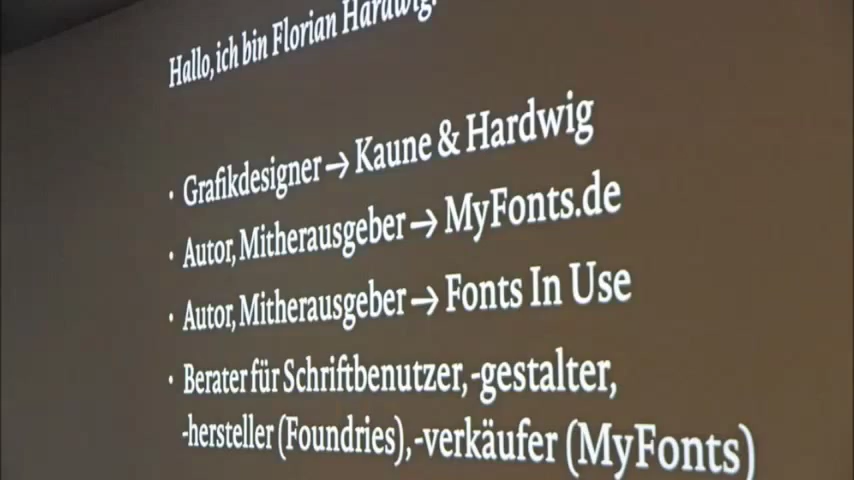 Hallo, ich bin Florian Hardwig.
· Grafikdesigner → Kaune & Hardwig
· Autor, Mitherausgeber → MyFonts.de
· Autor, Mitherausgeber → Fonts In Use
· Berater für Schriftbenutzer, -gestalter,
-hersteller (Foundries), -verkäufer (MyFonts)